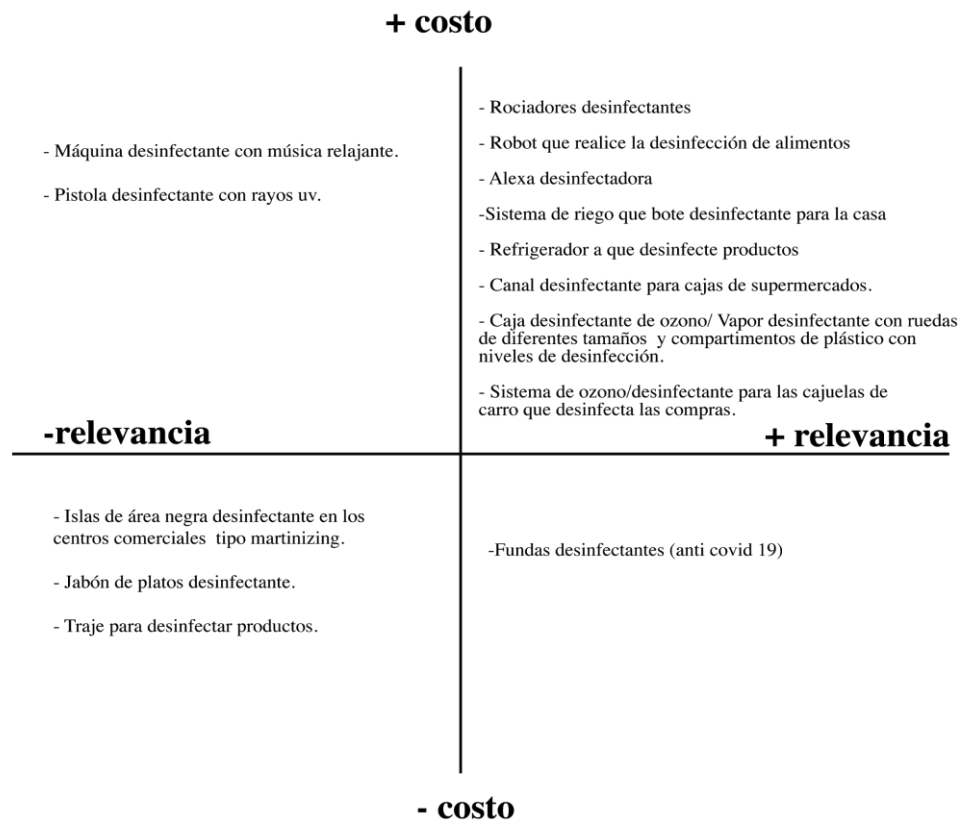 + costo
- Máquina desinfectante con música relajante.
- Pistola desinfectante con rayos uv.
- Rociadores desinfectantes
- Robot que realice la desinfección de alimentos
- Alexa desinfectadora
-Sistema de riego que bote desinfectante para la casa
- Refrigerador a que desinfecte productos
- Canal desinfectante para cajas de supermercados.
- Caja desinfectante de ozono/ Vapor desinfectante con ruedas
de diferentes tamaños y compartimentos de plástico con
niveles de desinfección.
- Sistema de ozono/desinfectante para las cajuelas de
carro que desinfecta las compras.
-relevancia
+ relevancia
- Islas de área negra desinfectante en los
centros comerciales tipo martinizing.
- Jabón de platos desinfectante.
- Traje para desinfectar productos.
-Fundas desinfectantes (anti covid 19)
- costo